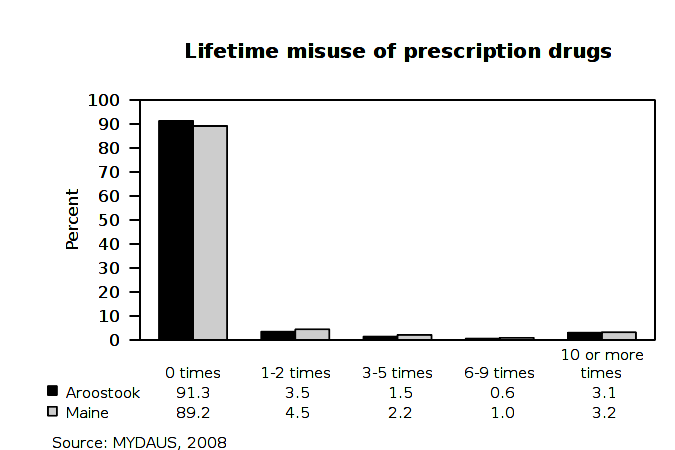 Lifetime misuse of prescription drugs
100
90
80
70
60
50
40
30
20
10
0
Percent
0 times 1-2 times 3-5 times 6-9 times 10 or more times
Aroostook 91.3 3.5 1.5 0.6 3.1
Maine 89.2 4.5 2.2 1.0 3.2
Source: MYDAUS, 2008